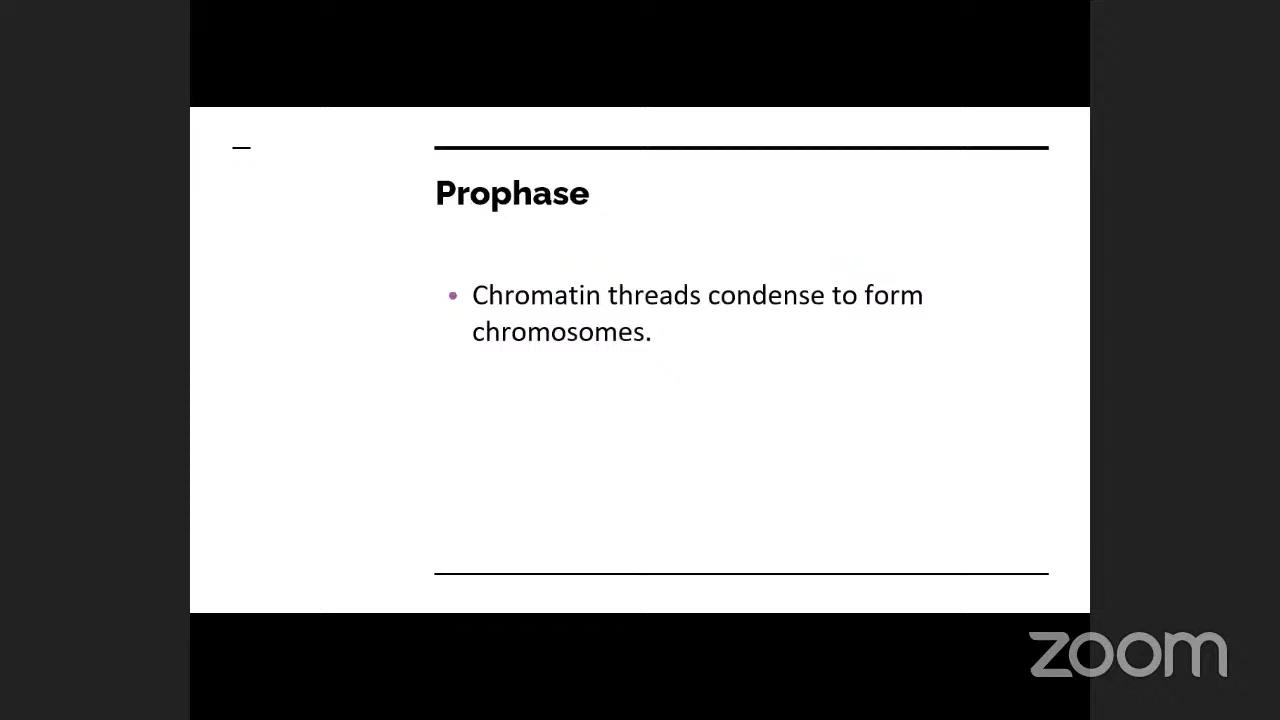 Prophase
• Chromatin threads condense to form
chromosomes.
zoom